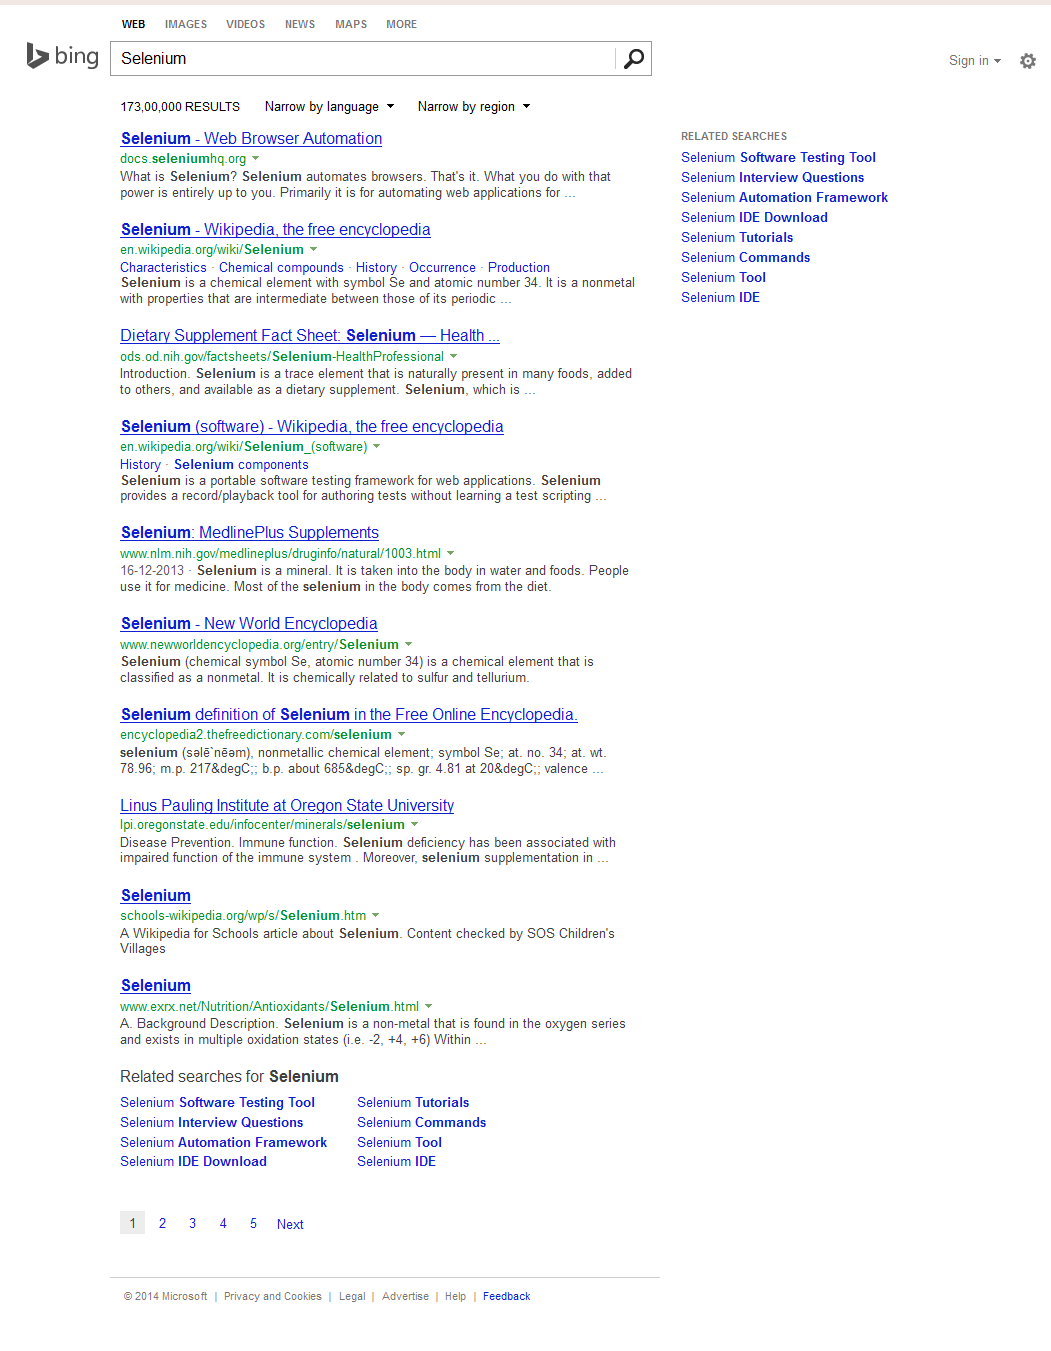 WEB IMAGES VIDEOS NEWS MAPS MORE
bing
Selenium
Sign in
173,00,000 RESULTS Narrow by language Narrow by region
Selenium - Web Browser Automation
docs.seleniumhq.org
What is Selenium? Selenium automates browsers. That's it. What you do with that
power is entirely up to you. Primarily it is for automating web applications for ...
Selenium - Wikipedia, the free encyclopedia
en.wikipedia.org/wiki/Selenium
Characteristics · Chemical compounds · History · Occurrence · Production
Selenium is a chemical element with symbol Se and atomic number 34. It is a nonmetal
with properties that are intermediate between those of its periodic ...
Dietary Supplement Fact Sheet: Selenium — Health ...
ods.od.nih.gov/factsheets/Selenium-HealthProfessional
Introduction. Selenium is a trace element that is naturally present in many foods, added
to others, and available as a dietary supplement. Selenium, which is ...
Selenium (software) - Wikipedia, the free encyclopedia
en.wikipedia.org/wiki/Selenium_(software)
History · Selenium components
Selenium is a portable software testing framework for web applications. Selenium
provides a record/playback tool for authoring tests without learning a test scripting ...
Selenium: MedlinePlus Supplements
www.nlm.nih.gov/medlineplus/druginfo/natural/1003.html
16-12-2013 · Selenium is a mineral. It is taken into the body in water and foods. People
use it for medicine. Most of the selenium in the body comes from the diet.
Selenium - New World Encyclopedia
www.newworldencyclopedia.org/entry/Selenium
Selenium (chemical symbol Se, atomic number 34) is a chemical element that is
classified as a nonmetal. It is chemically related to sulfur and tellurium.
Selenium definition of Selenium in the Free Online Encyclopedia.
encyclopedia2.thefreedictionary.com/selenium
selenium (səlē`nēəm), nonmetallic chemical element; symbol Se; at. no. 34; at. wt.
78.96; m.p. 217&degC;; b.p. about 685&degC;; sp. gr. 4.81 at 20&degC;; valence ...
Linus Pauling Institute at Oregon State University
lpi.oregonstate.edu/infocenter/minerals/selenium
Disease Prevention. Immune function. Selenium deficiency has been associated with
impaired function of the immune system . Moreover, selenium supplementation in ...
Selenium
schools-wikipedia.org/wp/s/Selenium.htm
A Wikipedia for Schools article about Selenium. Content checked by SOS Children's
Villages
Selenium
www.exrx.net/Nutrition/Antioxidants/Selenium.html
A. Background Description. Selenium is a non-metal that is found in the oxygen series
and exists in multiple oxidation states (i.e. -2, +4, +6) Within ...
Related searches for Selenium
Selenium Software Testing Tool Selenium Tutorials
Selenium Interview Questions Selenium Commands
Selenium Automation Framework Selenium Tool
Selenium IDE Download Selenium IDE
1 2 3 4 5 Next
RELATED SEARCHES
Selenium Software Testing Tool
Selenium Interview Questions
Selenium Automation Framework
Selenium IDE Download
Selenium Tutorials
Selenium Commands
Selenium Tool
Selenium IDE
© 2014 Microsoft | Privacy and Cookies | Legal | Advertise | Help | Feedback